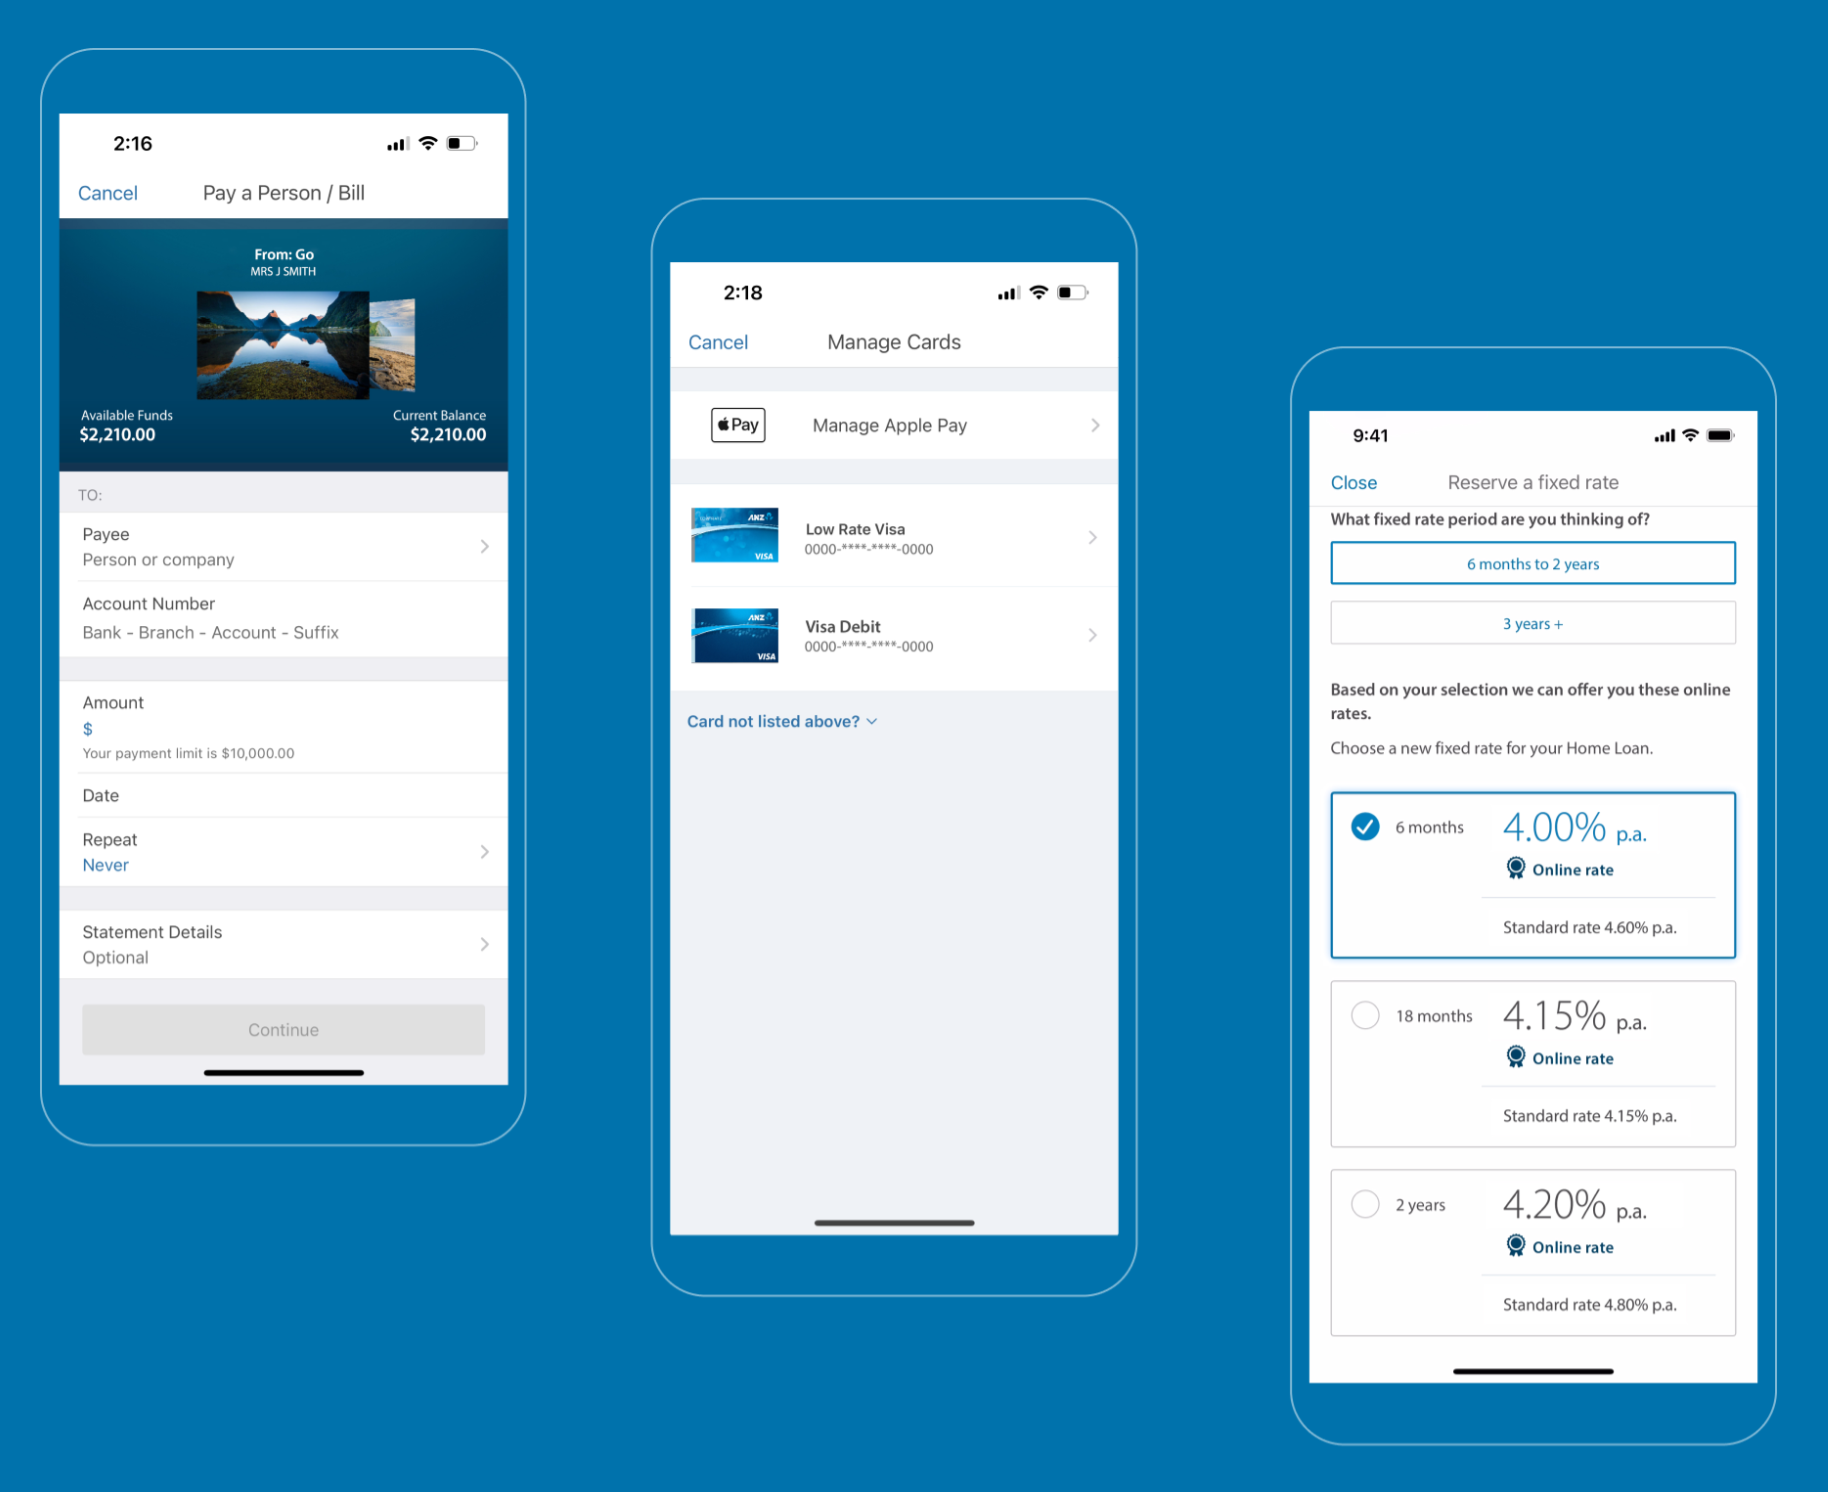 2:16
Cancel
Pay a Person / Bill
From: Go
MRS J SMITH
Available Funds
Current Balance
$2,210.00
$2,210.00
TO:
Payee
Person or company
Account Number
Bank - Branch - Account - Suffix
Amount
$
Your payment limit is $10,000.00
Date
Repeat
Never
Statement Details
Optional
Continue
2:18
Cancel
Manage Cards
Pay
Manage Apple Pay
ANZ
VISA
Low Rate Visa
0000-****-****-0000
ANZ
VISA
Visa Debit
0000-****-****-0000
Card not listed above?
9:41
Close
Reserve a fixed rate
What fixed rate period are you thinking of?
6 months to 2 years
3 years +
Based on your selection we can offer you these online
rates.
Choose a new fixed rate for your Home Loan.
6 months
4.00% p.a.
Online rate
Standard rate 4.60% p.a.
18 months
4.15% p.a.
Online rate
Standard rate 4.15% p.a.
2 years
4.20% p.a.
Online rate
Standard rate 4.80% p.a.